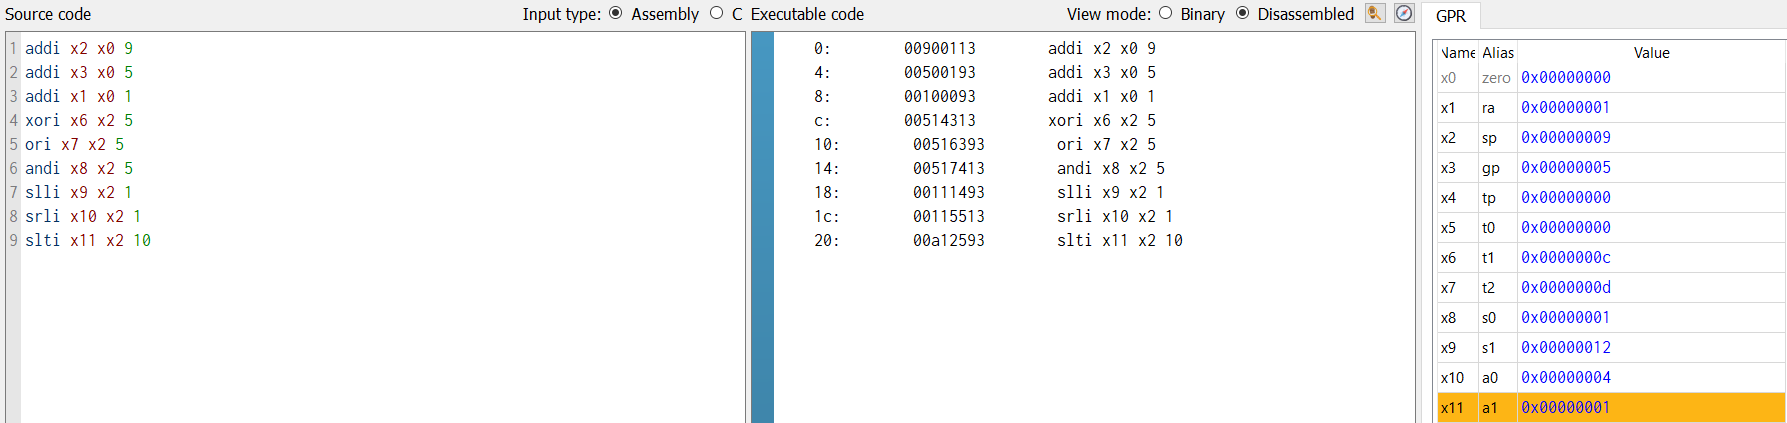 Source code Input type: Assembly C Executable code View mode: Binary Disassembled GPR
1 addi x2 x0 9
2 addi x3 x0 5
3 addi x1 x0 1
4 xori x6 x2 5
5 ori x7 x2 5
6 andi x8 x2 5
7 slli x9 x2 1
8 srli x10 x2 1
9 slti x11 x2 10
0: 00900113 addi x2 x0 9
4: 00500193 addi x3 x0 5
8: 00100093 addi x1 x0 1
c: 00514313 xori x6 x2 5
10: 00516393 ori x7 x2 5
14: 00517413 andi x8 x2 5
18: 00111493 slli x9 x2 1
1c: 00115513 srli x10 x2 1
20: 00a12593 slti x11 x2 10
Name Alias Value
x0 zero 0x00000000
x1 ra 0x00000001
x2 sp 0x00000009
x3 gp 0x00000005
x4 tp 0x00000000
x5 t0 0x00000000
x6 t1 0x0000000c
x7 t2 0x0000000d
x8 s0 0x00000001
x9 s1 0x00000012
x10 a0 0x00000004
x11 a1 0x00000001